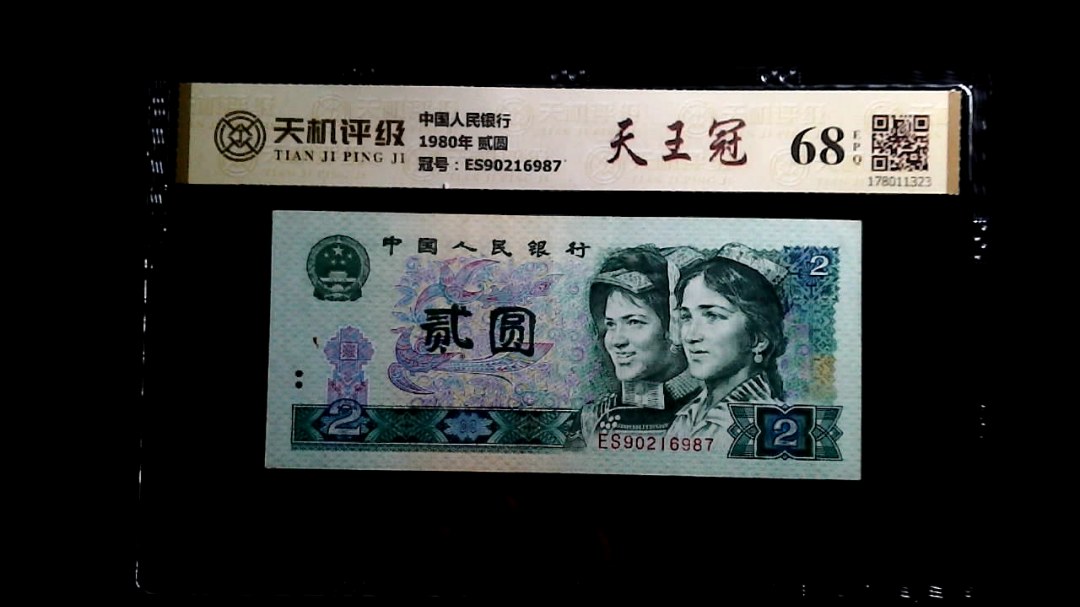 天机评级
TIAN JI PING JI
中国人民银行
1980年 贰圆
冠号：ES90216987
天王冠
68
EPQ
178011323
中国人民银行
2
贰圆
2
ES90216987
2